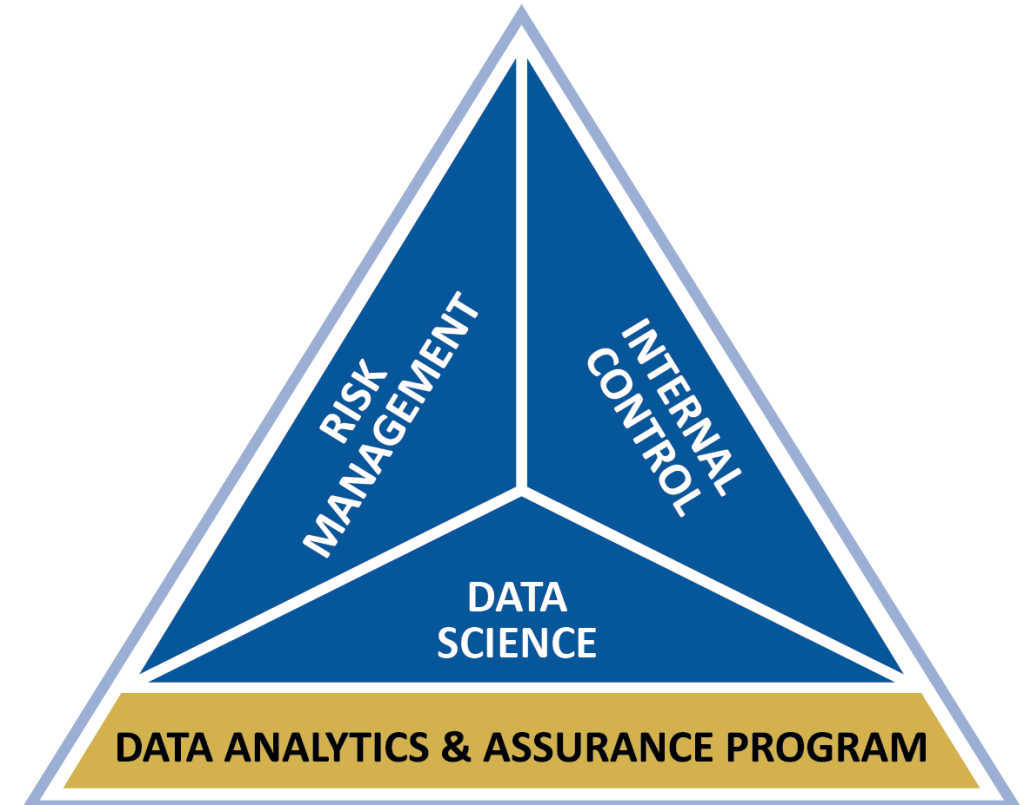 RISK
MANAGEMENT
INTERNAL
CONTROL
DATA
SCIENCE
DATA ANALYTICS & ASSURANCE PROGRAM